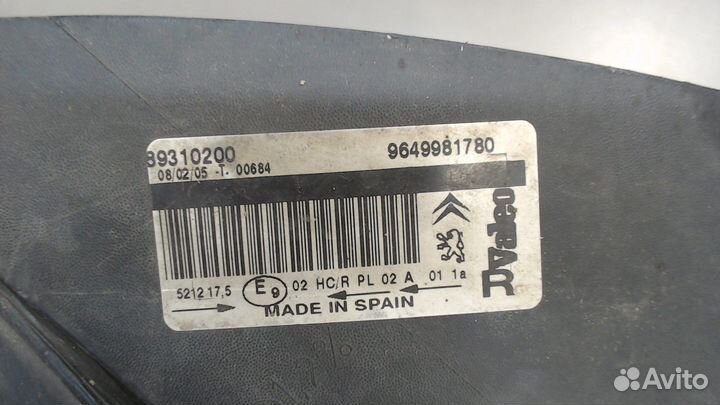 89310200 9649981780
08/02/05 -T. 00684
Valeo
5212 17,5 E9 02 HC/R PL 02 A 01 1a
MADE IN SPAIN
Avito